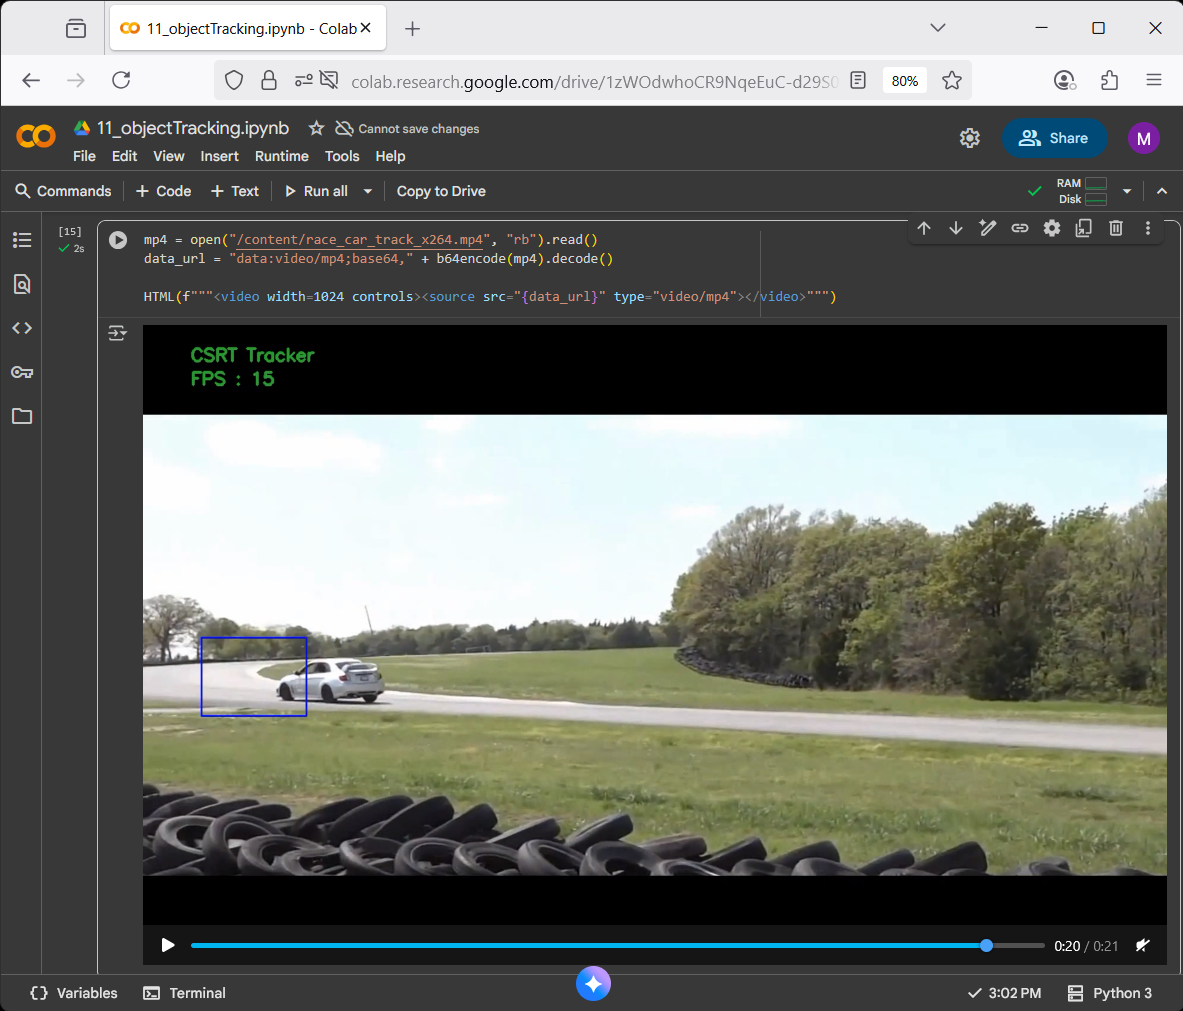 11_objectTracking.ipynb - Colab
colab.research.google.com/drive/1zWOdwhoCR9NqeEuC-d29S0
80%
11_objectTracking.ipynb
Cannot save changes
Share
M
File Edit View Insert Runtime Tools Help
Commands + Code + Text Run all Copy to Drive
RAM
Disk
[15]
2s
mp4 = open("/content/race_car_track_x264.mp4", "rb").read()
data_url = "data:video/mp4;base64," + b64encode(mp4).decode()
HTML(f"""<video width=1024 controls><source src="{data_url}" type="video/mp4"></video>""")
CSRT Tracker
FPS : 15
0:20 / 0:21
Variables Terminal
3:02 PM Python 3